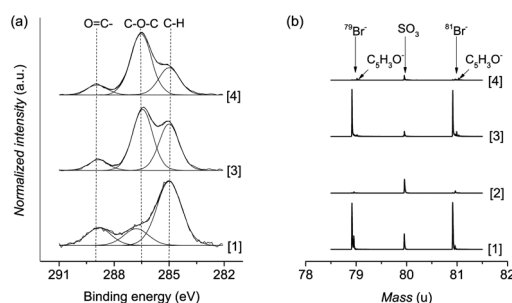 (a)
O=C- C-O-C C-H
Normalized intensity (a.u.)
[4]
[3]
[1]
291 288 285 282
Binding energy (eV)
(b)
⁷⁹Br⁻ SO₃ ⁸¹Br⁻
C₅H₃O⁻ C₅H₃O⁻
[4]
[3]
[2]
[1]
78 79 80 81 82
Mass (u)